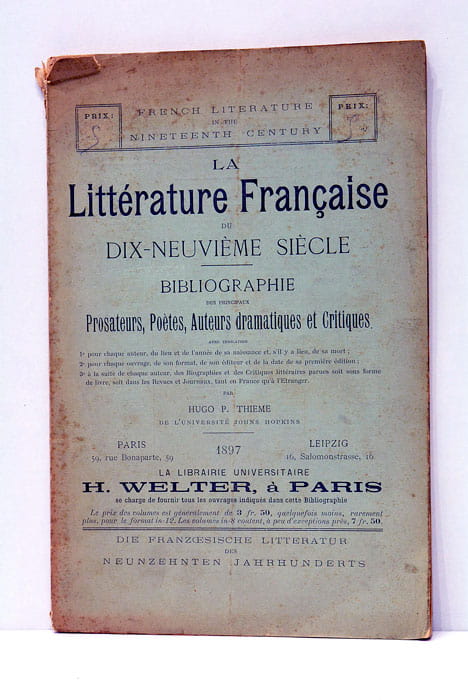 PRIX:
FRENCH LITERATURE
PRIX:
IN THE
NINETEENTH CENTURY
LA
Littérature Française
DU
DIX-NEUVIÈME SIÈCLE
BIBLIOGRAPHIE
DES PRINCIPAUX
Prosateurs, Poètes, Auteurs dramatiques et Critiques
AVEC INDICATION
1º pour chaque auteur, du lieu et de l'année de sa naissance et, s'il y a lieu, de sa mort;
2º pour chaque ouvrage, de son format, de son éditeur et de la date de sa première édition;
3º à la suite de chaque auteur, des Biographies et des Critiques littéraires parues soit sous forme
de livre, soit dans les Revues et Journaux, tant en France qu'à l'Etranger.
PAR
HUGO P. THIEME
DE L'UNIVERSITÉ JOHNS HOPKINS
PARIS
59, rue Bonaparte, 59
1897
LEIPZIG
16, Salomonstrasse, 16
LA LIBRAIRIE UNIVERSITAIRE
H. WELTER, à PARIS
se charge de fournir tous les ouvrages indiqués dans cette Bibliographie
Le prix des volumes est généralement de 3 fr. 50, quelquefois moins, rarement
plus, pour le format in-12. Les volumes in-8 coutent, à peu d'exceptions près, 7 fr. 50.
DIE FRANZŒSISCHE LITTERATUR
DES
NEUNZEHNTEN JAHRHUNDERTS